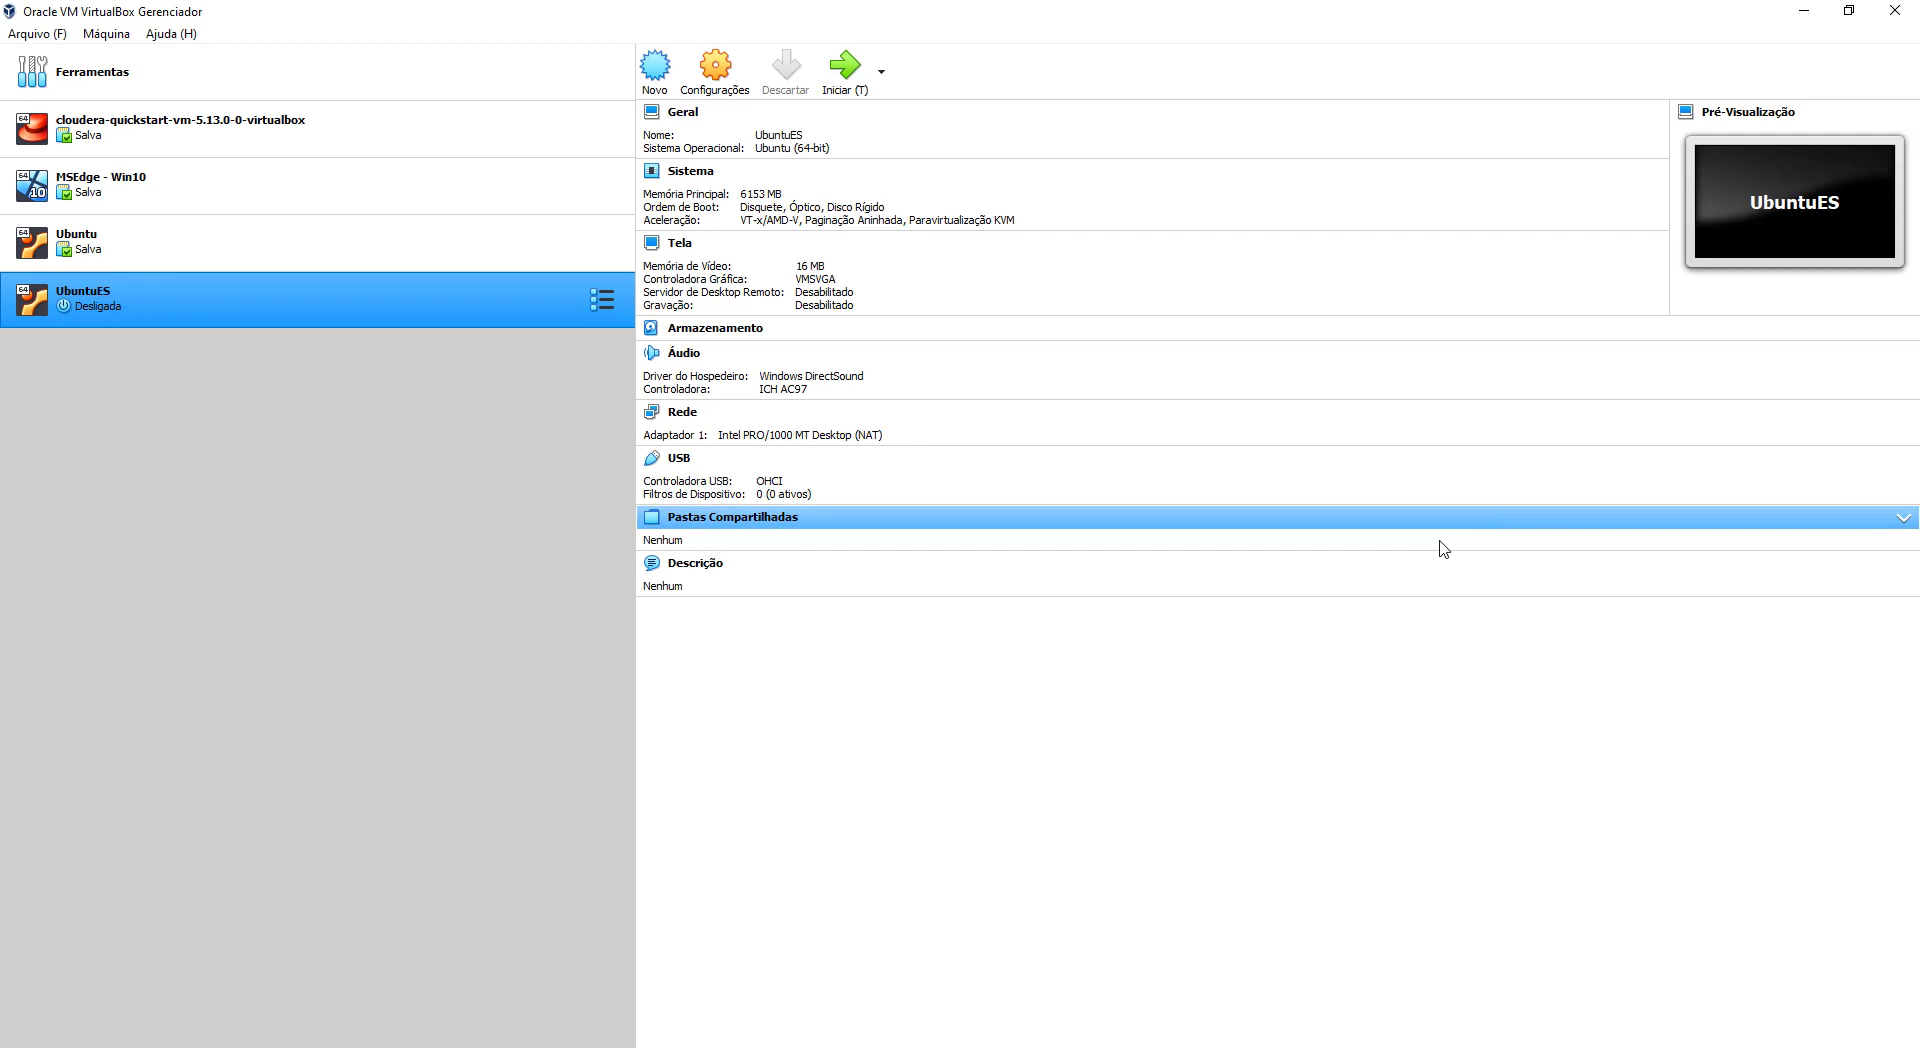 Oracle VM VirtualBox Gerenciador
Arquivo (F) Máquina Ajuda (H)
Ferramentas
64
cloudera-quickstart-vm-5.13.0-0-virtualbox
Salva
64
10
MSEdge - Win10
Salva
64
Ubuntu
Salva
64
UbuntuES
Desligada
Novo Configurações Descartar Iniciar (T)
Geral
Nome: UbuntuES
Sistema Operacional: Ubuntu (64-bit)
Sistema
Memória Principal: 6153 MB
Ordem de Boot: Disquete, Óptico, Disco Rígido
Aceleração: VT-x/AMD-V, Paginação Aninhada, Paravirtualização KVM
Tela
Memória de Vídeo: 16 MB
Controladora Gráfica: VMSVGA
Servidor de Desktop Remoto: Desabilitado
Gravação: Desabilitado
Armazenamento
Áudio
Driver do Hospedeiro: Windows DirectSound
Controladora: ICH AC97
Rede
Adaptador 1: Intel PRO/1000 MT Desktop (NAT)
USB
Controladora USB: OHCI
Filtros de Dispositivo: 0 (0 ativos)
Pastas Compartilhadas
Nenhum
Descrição
Nenhum
Pré-Visualização
UbuntuES